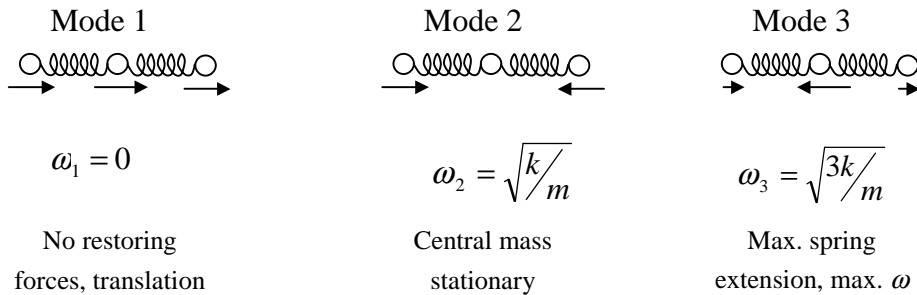 Mode 1
Mode 2
Mode 3
ω₁ = 0
ω₂ = √(k/m)
ω₃ = √(3k/m)
No restoring
forces, translation
Central mass
stationary
Max. spring
extension, max. ω